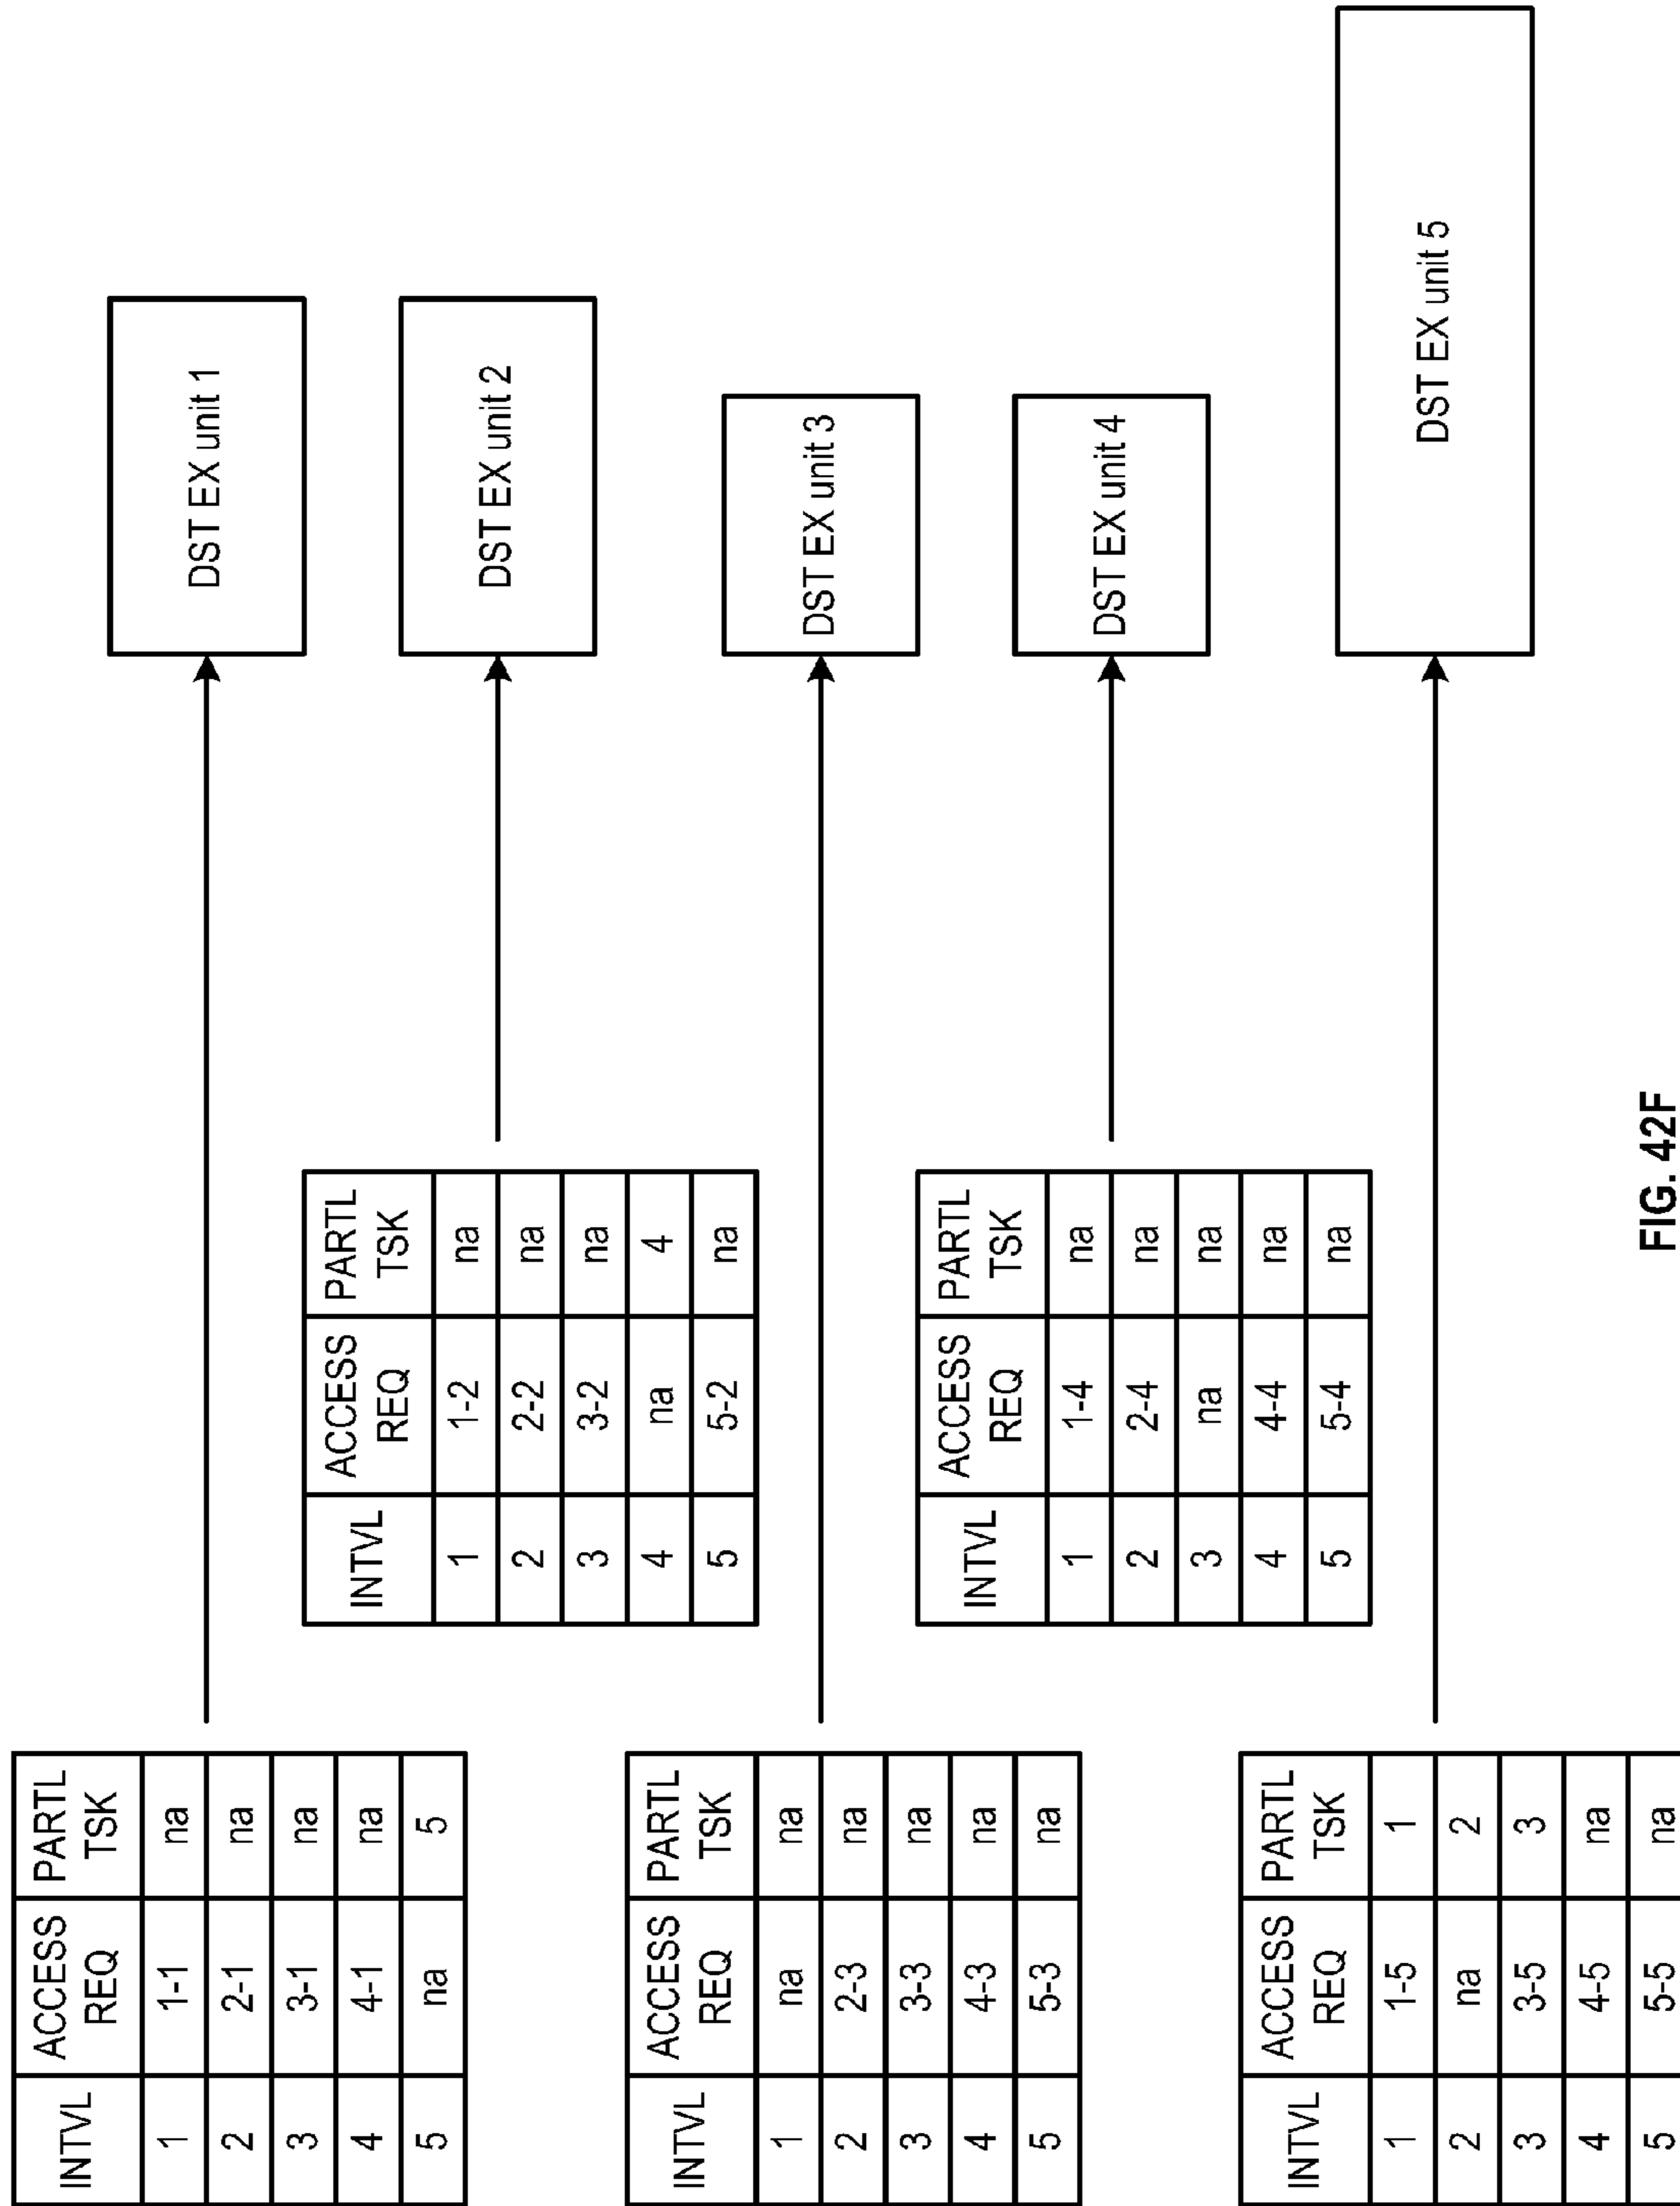 INTVL ACCESS REQ PARTL TSK
1 1-1 na
2 2-1 na
3 3-1 na
4 4-1 na
5 na 5
DST EX unit 1
INTVL ACCESS REQ PARTL TSK
1 1-2 na
2 2-2 na
3 3-2 na
4 na 4
5 5-2 na
DST EX unit 2
INTVL ACCESS REQ PARTL TSK
1 na na
2 2-3 na
3 3-3 na
4 4-3 na
5 5-3 na
DST EX unit 3
INTVL ACCESS REQ PARTL TSK
1 1-4 na
2 2-4 na
3 na na
4 4-4 na
5 5-4 na
DST EX unit 4
INTVL ACCESS REQ PARTL TSK
1 1-5 1
2 na 2
3 3-5 3
4 4-5 na
5 5-5 na
DST EX unit 5
FIG. 42F